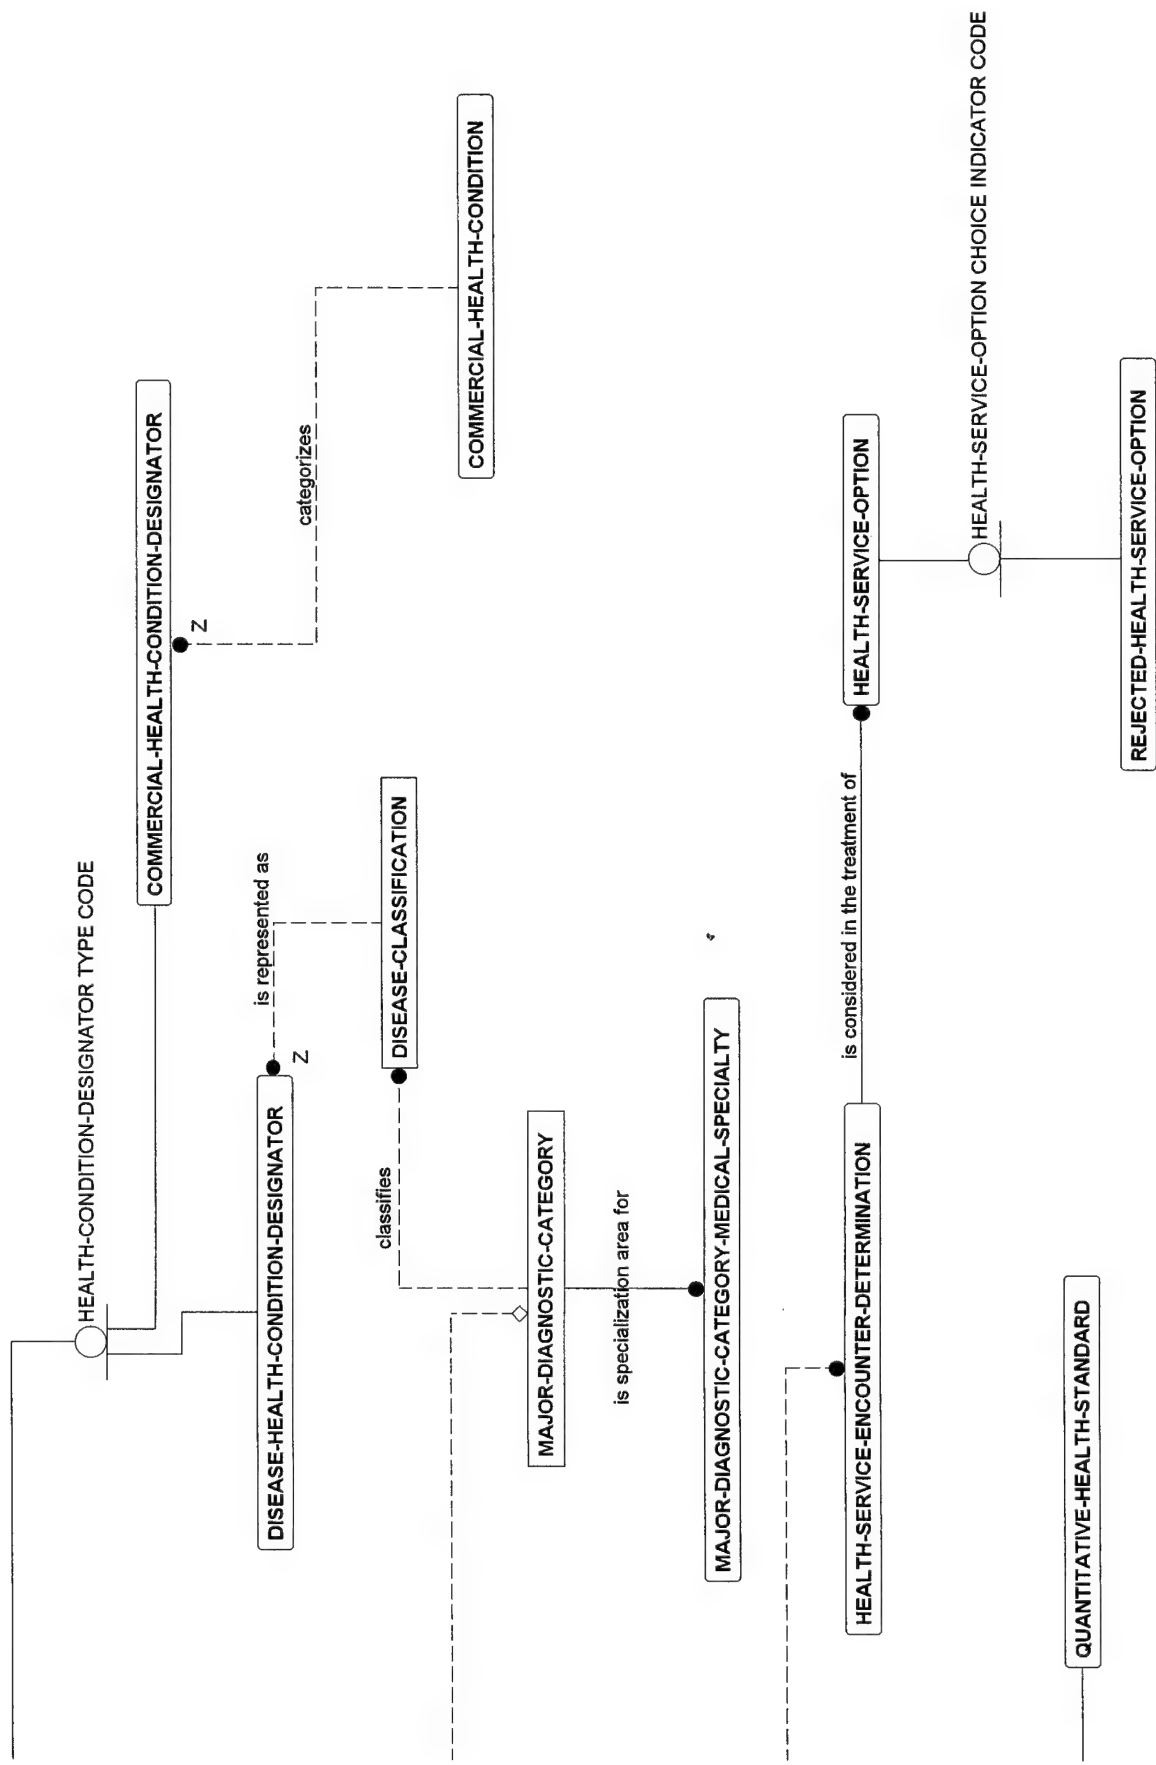 HEALTH-CONDITION-DESIGNATOR TYPE CODE
COMMERCIAL-HEALTH-CONDITION-DESIGNATOR
Z
is represented as
DISEASE-HEALTH-CONDITION-DESIGNATOR
Z
categorizes
DISEASE-CLASSIFICATION
classifies
COMMERCIAL-HEALTH-CONDITION
MAJOR-DIAGNOSTIC-CATEGORY
is specialization area for
MAJOR-DIAGNOSTIC-CATEGORY-MEDICAL-SPECIALTY
is considered in the treatment of
HEALTH-SERVICE-ENCOUNTER-DETERMINATION
HEALTH-SERVICE-OPTION
HEALTH-SERVICE-OPTION CHOICE INDICATOR CODE
QUANTITATIVE-HEALTH-STANDARD
REJECTED-HEALTH-SERVICE-OPTION